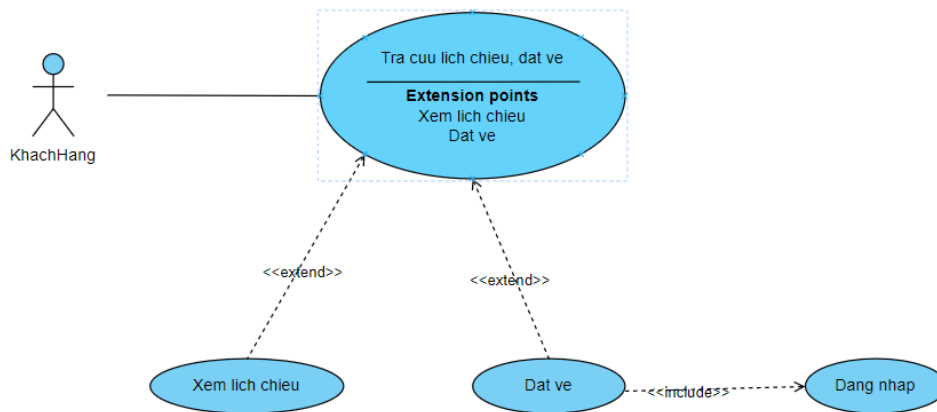 Tra cuu lich chieu, dat ve
Extension points
Xem lich chieu
Dat ve
KhachHang
<<extend>>
<<extend>>
Xem lich chieu
Dat ve
<<include>>
Dang nhap